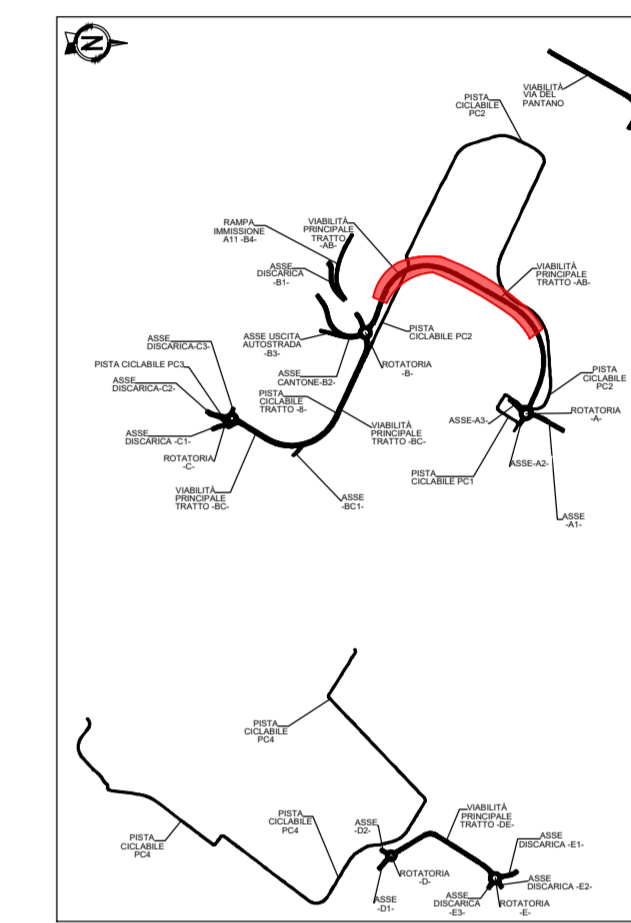 N
VIABILITÀ
VIA DEL
PANTANO
PISTA
CICLABILE
PC2
RAMPA
IMMISSIONE
A11 -B4-
VIABILITÀ
PRINCIPALE
TRATTO
-AB-
ASSE
DISCARICA
-B1-
VIABILITÀ
PRINCIPALE
TRATTO -AB-
ASSE USCITA
AUTOSTRADA
-B3-
PISTA
CICLABILE PC2
ASSE
DISCARICA-C3-
PISTA CICLABILE PC3
ASSE
DISCARICA-C2-
ASSE
CANTONE-B2-
ROTATORIA
-B-
PISTA
CICLABILE
PC2
PISTA
CICLABILE
TRATTO -8-
ROTATORIA
-A-
ASSE-A3-
VIABILITÀ
PRINCIPALE
TRATTO -BC-
ASSE
DISCARICA -C1-
ROTATORIA
-C-
ASSE-A2-
PISTA
CICLABILE PC1
VIABILITÀ
PRINCIPALE
TRATTO -BC-
ASSE
-BC1-
ASSE
-A1-
PISTA
CICLABILE
PC4
PISTA
CICLABILE
PC4
PISTA
CICLABILE
PC4
ASSE
-D2-
VIABILITÀ
PRINCIPALE
TRATTO -DE-
ASSE
DISCARICA -E1-
ROTATORIA
-D-
ASSE
DISCARICA -E2-
ASSE
-D1-
ASSE
DISCARICA
-E3-
ROTATORIA
-E-